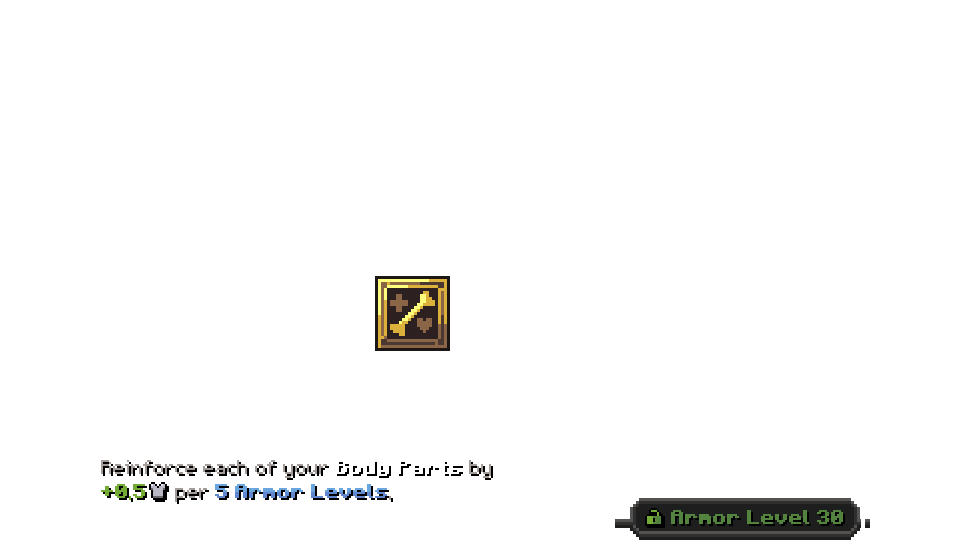 Reinforce each of your Body Parts by
+0,5 per 5 Armor Levels.
Armor Level 30